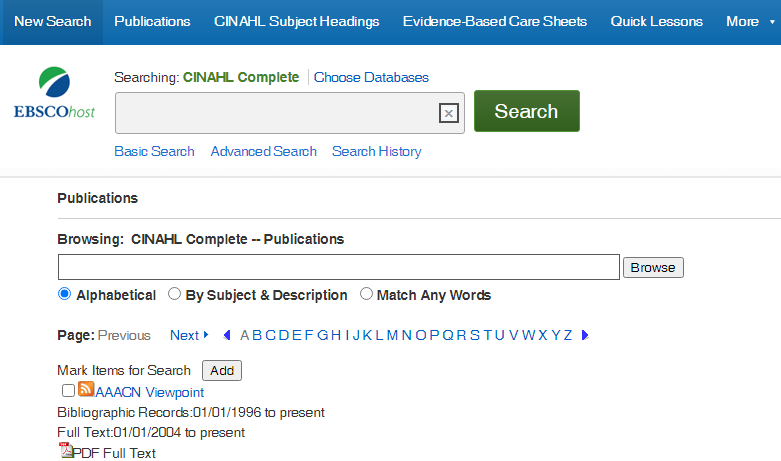 New Search Publications CINAHL Subject Headings Evidence-Based Care Sheets Quick Lessons More
Searching: CINAHL Complete Choose Databases
EBSCOhost
Search
Basic Search Advanced Search Search History
Publications
Browsing: CINAHL Complete -- Publications
Browse
Alphabetical By Subject & Description Match Any Words
Page: Previous Next A B C D E F G H I J K L M N O P Q R S T U V W X Y Z
Mark Items for Search Add
AAACN Viewpoint
Bibliographic Records:01/01/1996 to present
Full Text:01/01/2004 to present
PDF Full Text